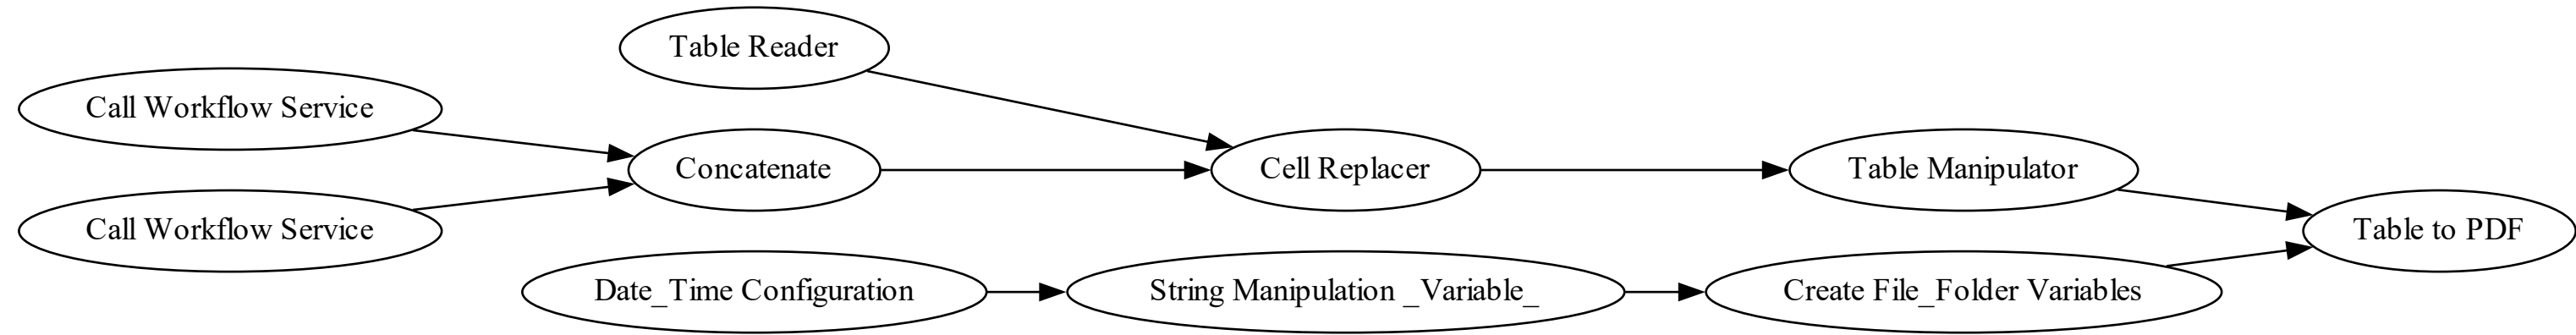 Table Reader
Call Workflow Service
Concatenate
Cell Replacer
Table Manipulator
Call Workflow Service
Table to PDF
Date_Time Configuration
String Manipulation _Variable_
Create File_Folder Variables